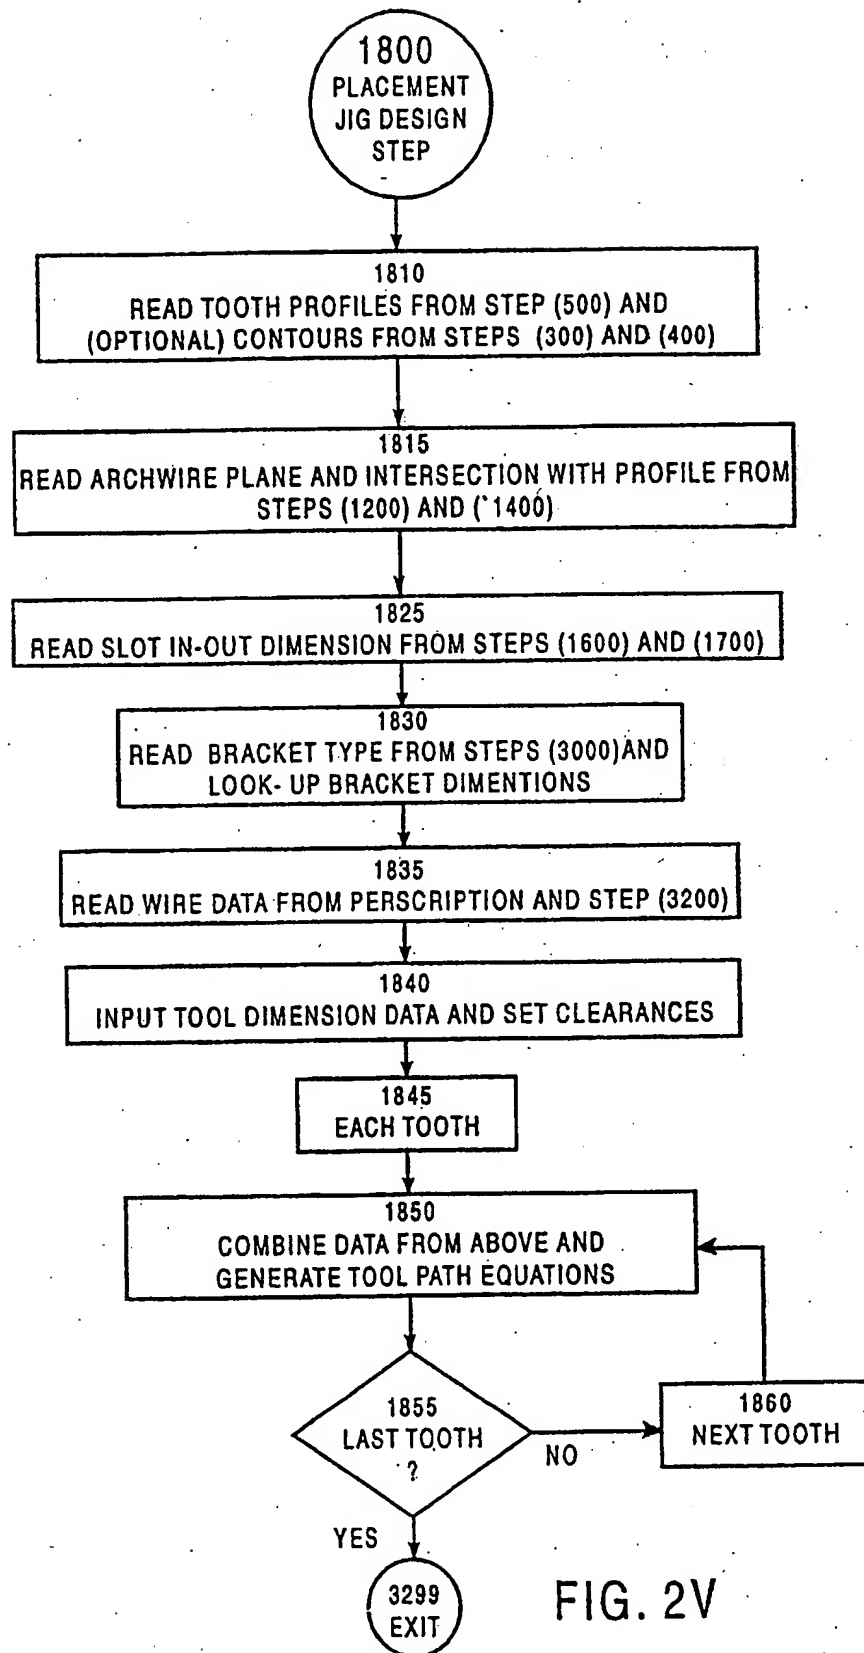 1800
PLACEMENT
JIG DESIGN
STEP
1810
READ TOOTH PROFILES FROM STEP (500) AND
(OPTIONAL) CONTOURS FROM STEPS (300) AND (400)
1815
READ ARCHWIRE PLANE AND INTERSECTION WITH PROFILE FROM
STEPS (1200) AND (`1400)
1825
READ SLOT IN-OUT DIMENSION FROM STEPS (1600) AND (1700)
1830
READ BRACKET TYPE FROM STEPS (3000) AND
LOOK- UP BRACKET DIMENTIONS
1835
READ WIRE DATA FROM PERSCRIPTION AND STEP (3200)
1840
INPUT TOOL DIMENSION DATA AND SET CLEARANCES
1845
EACH TOOTH
1850
COMBINE DATA FROM ABOVE AND
GENERATE TOOL PATH EQUATIONS
1855
LAST TOOTH
?
NO
1860
NEXT TOOTH
YES
3299
EXIT
FIG. 2V